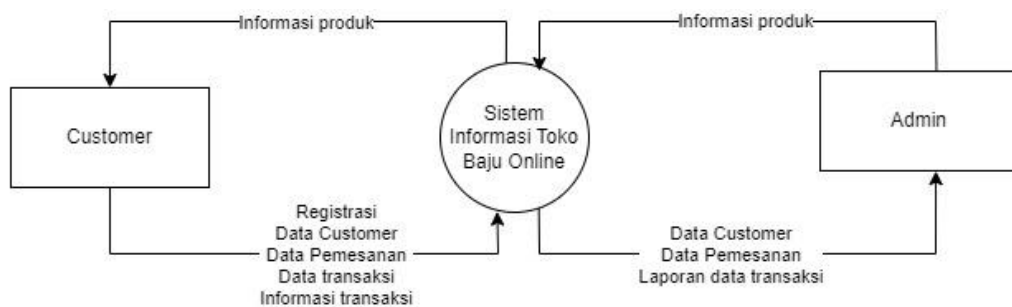 Informasi produk
Informasi produk
Customer
Sistem
Informasi Toko
Baju Online
Admin
Registrasi
Data Customer
Data Pemesanan
Data transaksi
Informasi transaksi
Data Customer
Data Pemesanan
Laporan data transaksi